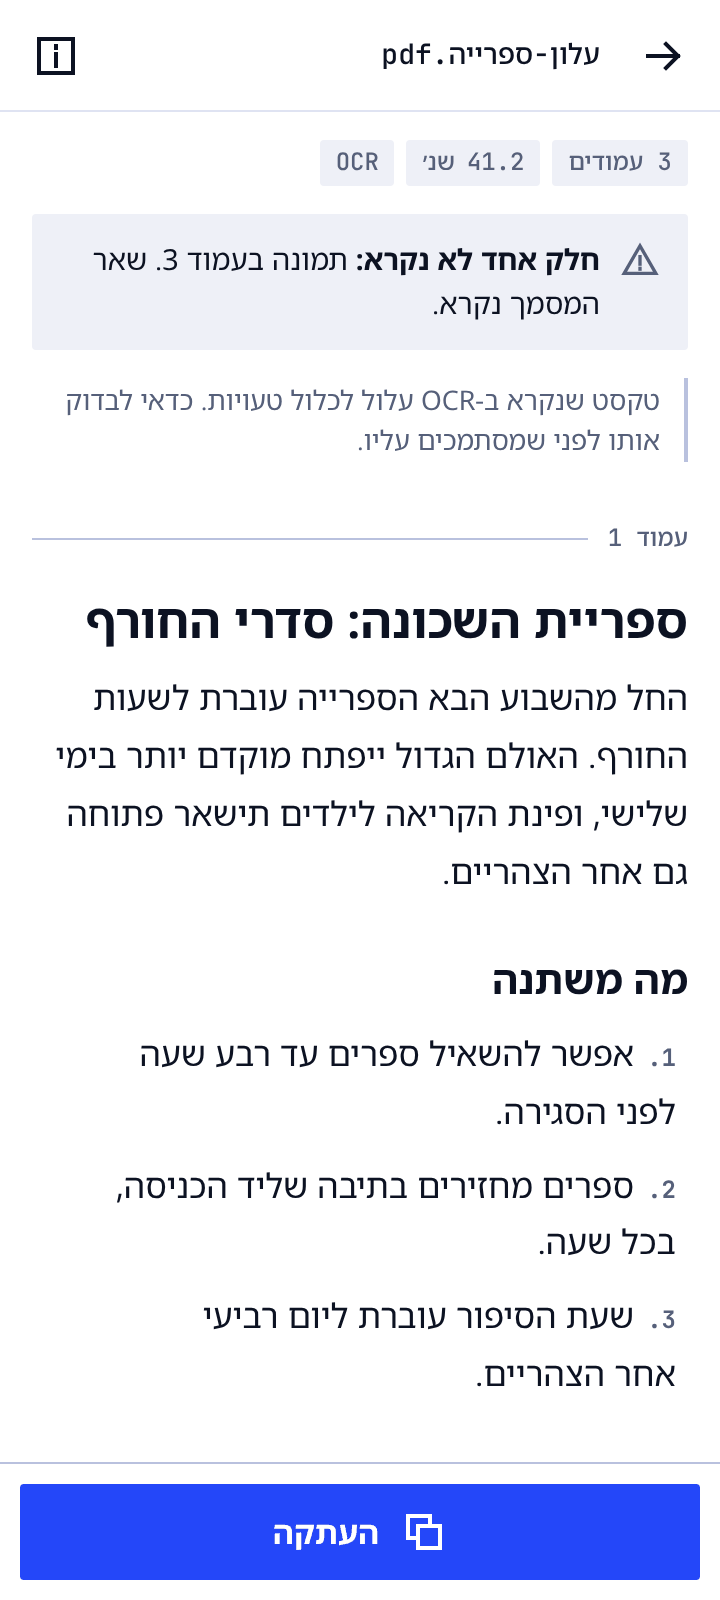 עלון-ספרייה.pdf
3 עמודים
41.2 שנ׳
OCR
חלק אחד לא נקרא: תמונה בעמוד 3. שאר
המסמך נקרא.
טקסט שנקרא ב-OCR עלול לכלול טעויות. כדאי לבדוק
אותו לפני שמסתמכים עליו.
עמוד 1
ספריית השכונה: סדרי החורף
החל מהשבוע הבא הספרייה עוברת לשעות
החורף. האולם הגדול ייפתח מוקדם יותר בימי
שלישי, ופינת הקריאה לילדים תישאר פתוחה
גם אחר הצהריים.
מה משתנה
1. אפשר להשאיל ספרים עד רבע שעה
לפני הסגירה.
2. ספרים מחזירים בתיבה שליד הכניסה,
בכל שעה.
3. שעת הסיפור עוברת ליום רביעי
אחר הצהריים.
העתקה